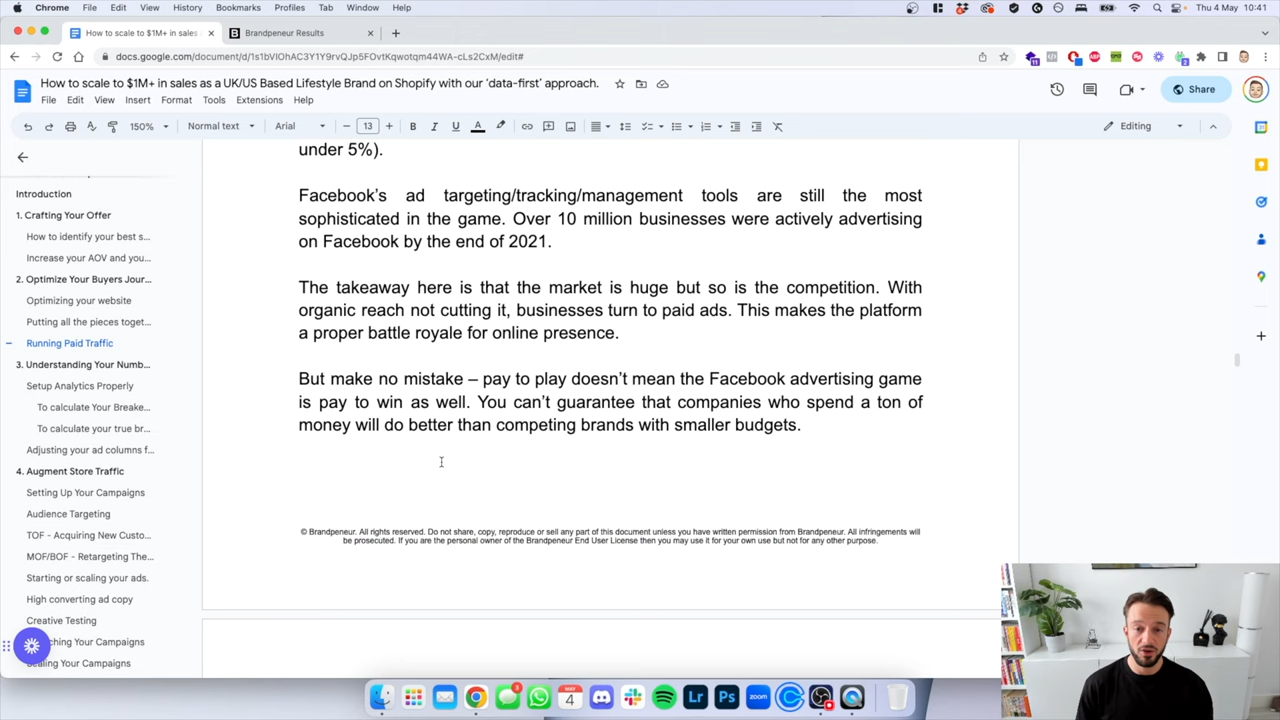 Chrome File Edit View History Bookmarks Profiles Tab Window Help Thu 4 May 10:41
How to scale to $1M+ in sales Brandpeneur Results
docs.google.com/document/d/1s1bVIOhAC3Y1Y9rvQJp5FOvtKqwotqm44WA-cLs2CxM/edit#
How to scale to $1M+ in sales as a UK/US Based Lifestyle Brand on Shopify with our 'data-first' approach.
File Edit View Insert Format Tools Extensions Help
Share
150% Normal text Arial 13 Editing
Introduction
1. Crafting Your Offer
How to identify your best s...
Increase your AOV and you...
2. Optimize Your Buyers Jour...
Optimizing your website
Putting all the pieces toget...
Running Paid Traffic
3. Understanding Your Numb...
Setup Analytics Properly
To calculate Your Breake...
To calculate your true br...
Adjusting your ad columns f...
4. Augment Store Traffic
Setting Up Your Campaigns
Audience Targeting
TOF - Acquiring New Custo...
MOF/BOF - Retargeting The...
Starting or scaling your ads.
High converting ad copy
Creative Testing
ching Your Campaigns
caling Your Campaigns
under 5%).
Facebook's ad targeting/tracking/management tools are still the most
sophisticated in the game. Over 10 million businesses were actively advertising
on Facebook by the end of 2021.
The takeaway here is that the market is huge but so is the competition. With
organic reach not cutting it, businesses turn to paid ads. This makes the platform
a proper battle royale for online presence.
But make no mistake – pay to play doesn't mean the Facebook advertising game
is pay to win as well. You can't guarantee that companies who spend a ton of
money will do better than competing brands with smaller budgets.
© Brandpeneur. All rights reserved. Do not share, copy, reproduce or sell any part of this document unless you have written permission from Brandpeneur. All infringements will
be prosecuted. If you are the personal owner of the Brandpeneur End User License then you may use it for your own use but not for any other purpose.
MAY
4
zoom
Lr
Ps